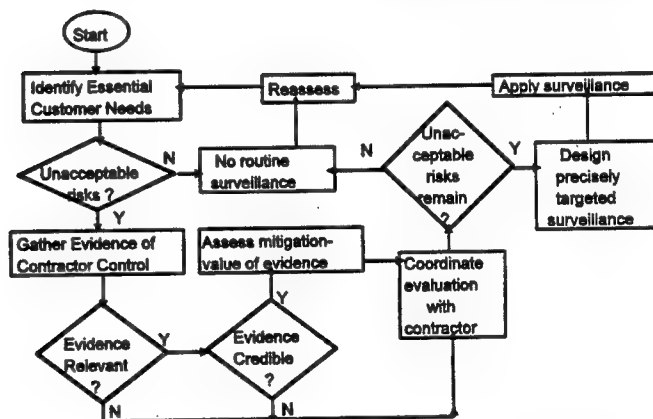 Start
Identify Essential
Customer Needs
Reassess
Apply surveillance
Unacceptable
risks ?
N
Y
No routine
surveillance
N
Unac-
ceptable
risks
remain
?
Y
Design
precisely
targeted
surveillance
Gather Evidence of
Contractor Control
Assess mitigation-
value of evidence
Coordinate
evaluation
with
contractor
Evidence
Relevant
?
Y
N
Evidence
Credible
?
Y
N